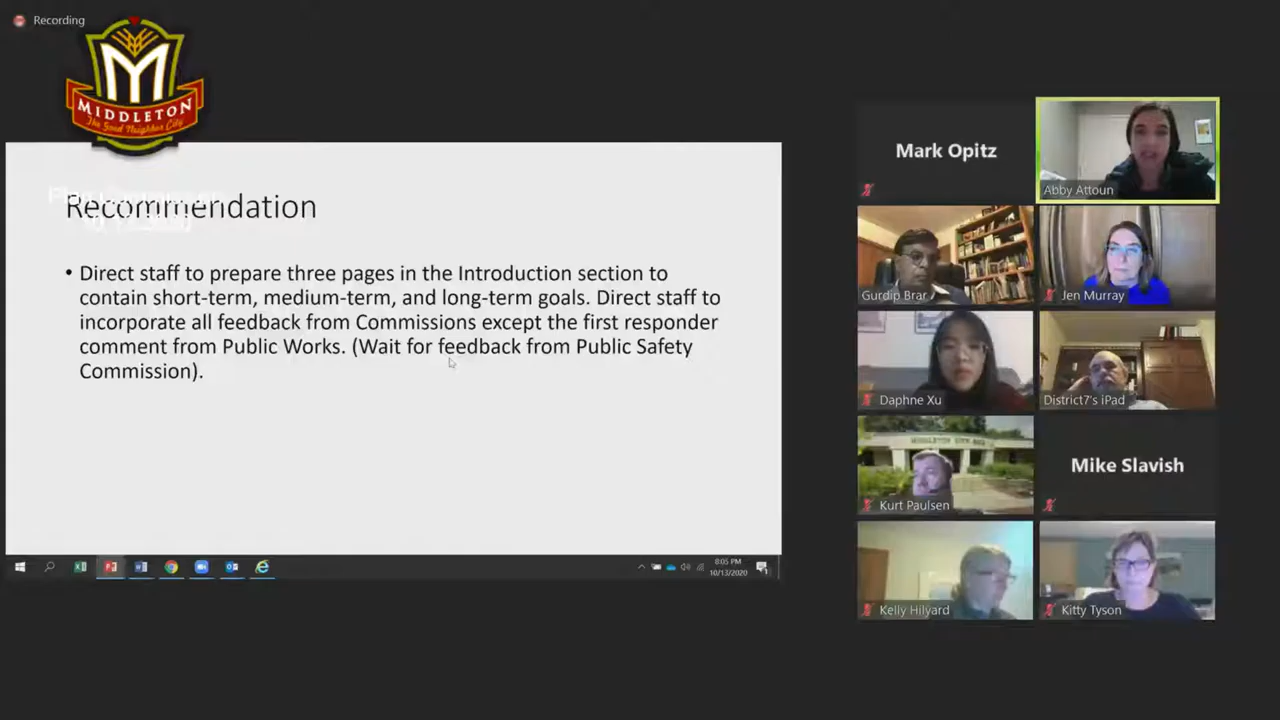 Recording
MIDDLETON
The Good Neighbor City
Recommendation
• Direct staff to prepare three pages in the Introduction section to
contain short-term, medium-term, and long-term goals. Direct staff to
incorporate all feedback from Commissions except the first responder
comment from Public Works. (Wait for feedback from Public Safety
Commission).
8:05 PM
10/13/2020
Mark Opitz
Abby Attoun
Gurdip Brar
Jen Murray
Daphne Xu
District7's iPad
Kurt Paulsen
Mike Slavish
Kelly Hilyard
Kitty Tyson